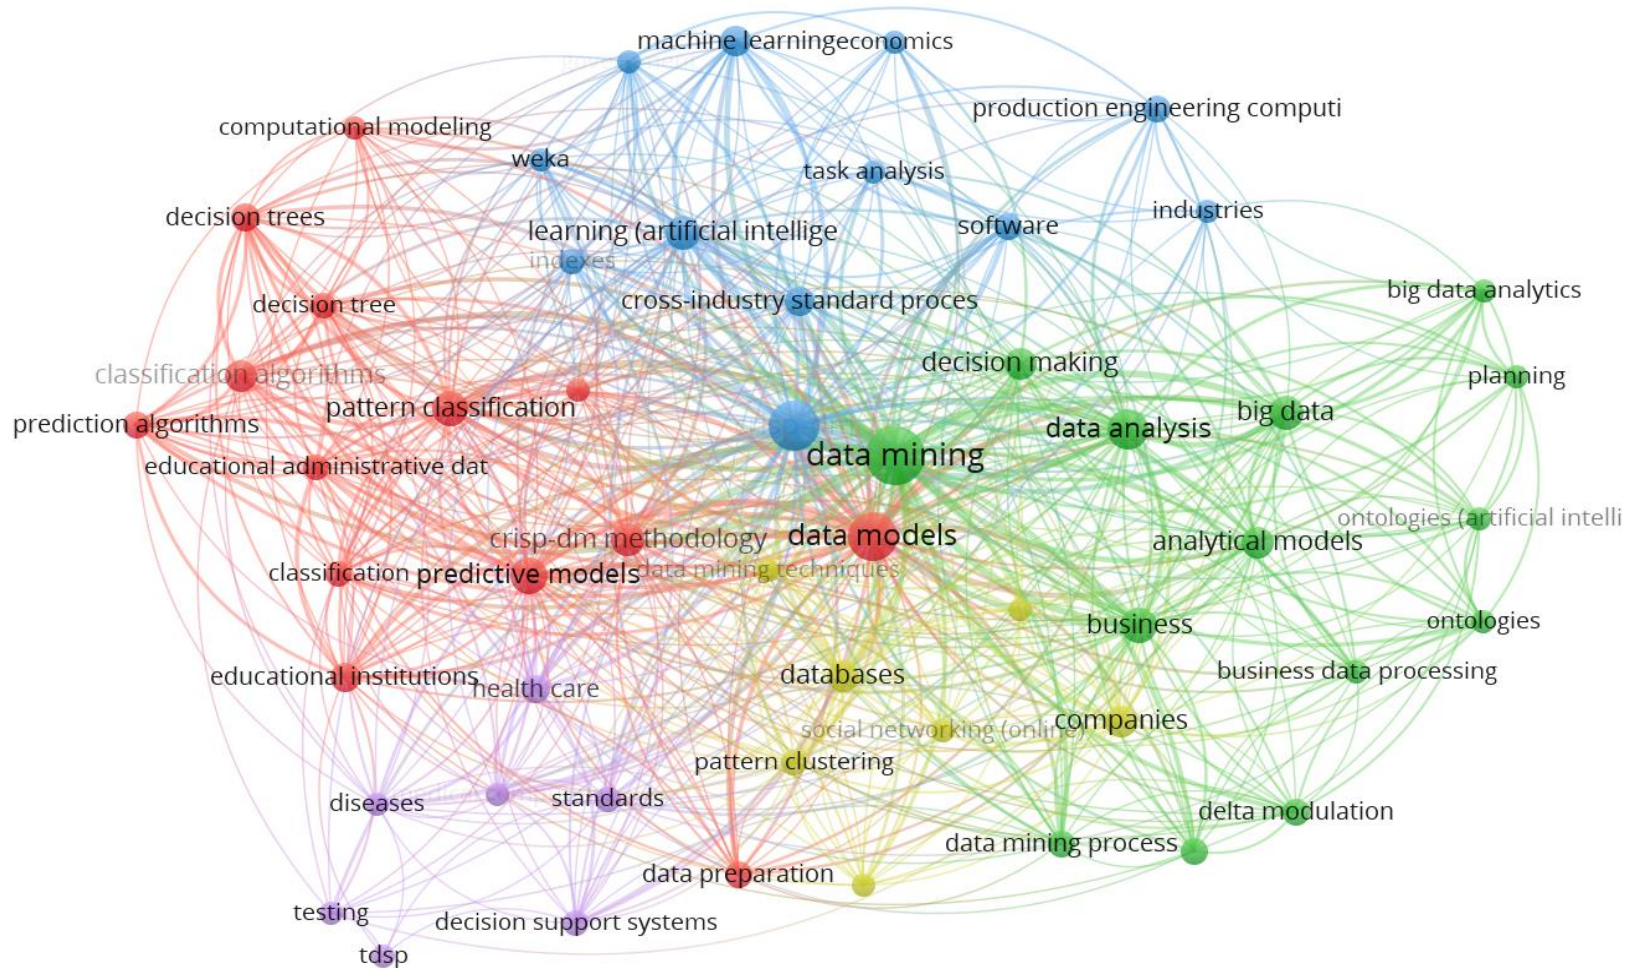 machine learning
economics
production engineering computi
computational modeling
weka
task analysis
decision trees
industries
learning (artificial intellige
software
indexes
big data analytics
cross-industry standard proces
decision tree
decision making
classification algorithms
planning
pattern classification
big data
prediction algorithms
data analysis
data mining
educational administrative dat
ontologies (artificial intelli
crisp-dm methodology
data models
analytical models
classification
predictive models
data mining techniques
business
ontologies
educational institutions
health care
databases
business data processing
social networking (online)
companies
pattern clustering
diseases
standards
delta modulation
data mining process
data preparation
testing
decision support systems
tdsp